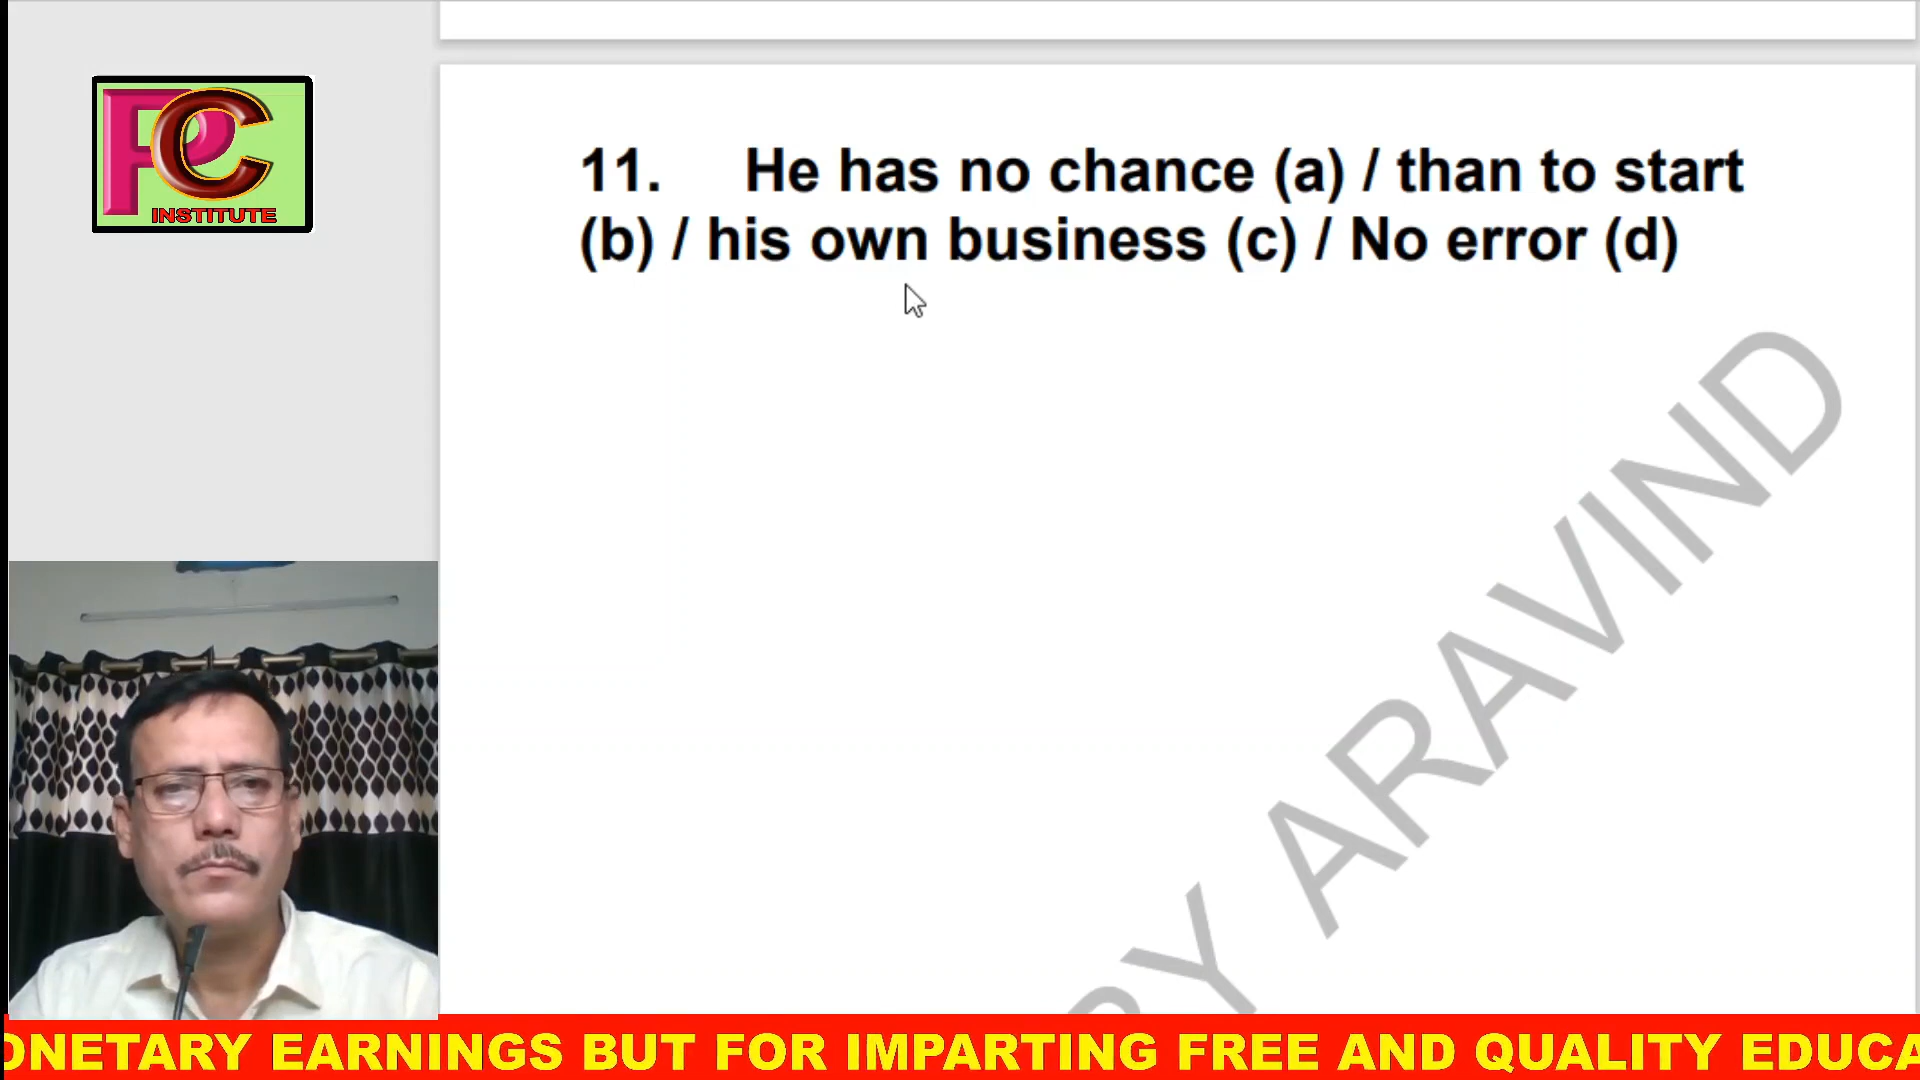 PC
INSTITUTE
11. He has no chance (a) / than to start
(b) / his own business (c) / No error (d)
BY ARAVIND
ONETARY EARNINGS BUT FOR IMPARTING FREE AND QUALITY EDUCA